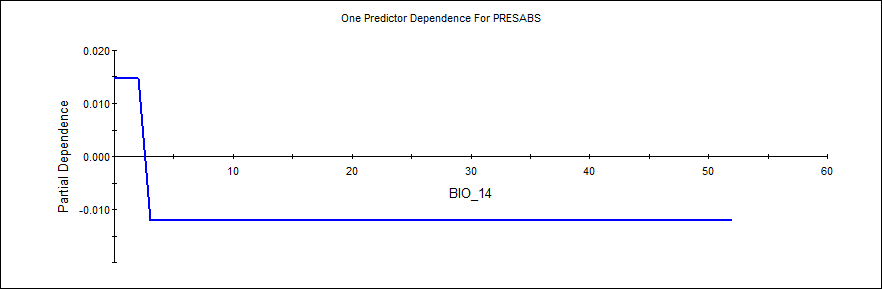 One Predictor Dependence For PRESABS
0.020
0.010
0.000
-0.010
Partial Dependence
10 20 30 40 50 60
BIO_14